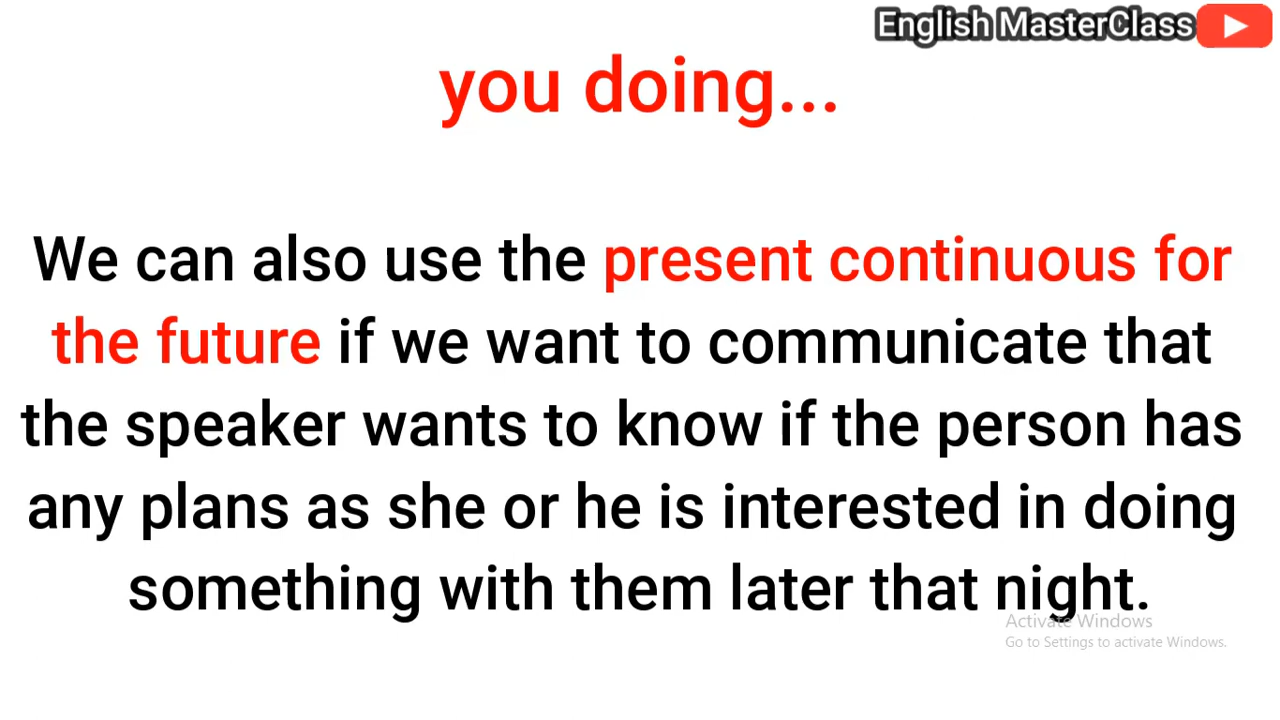 English MasterClass
you doing...
We can also use the present continuous for
the future if we want to communicate that
the speaker wants to know if the person has
any plans as she or he is interested in doing
something with them later that night.
Activate Windows
Go to Settings to activate Windows.